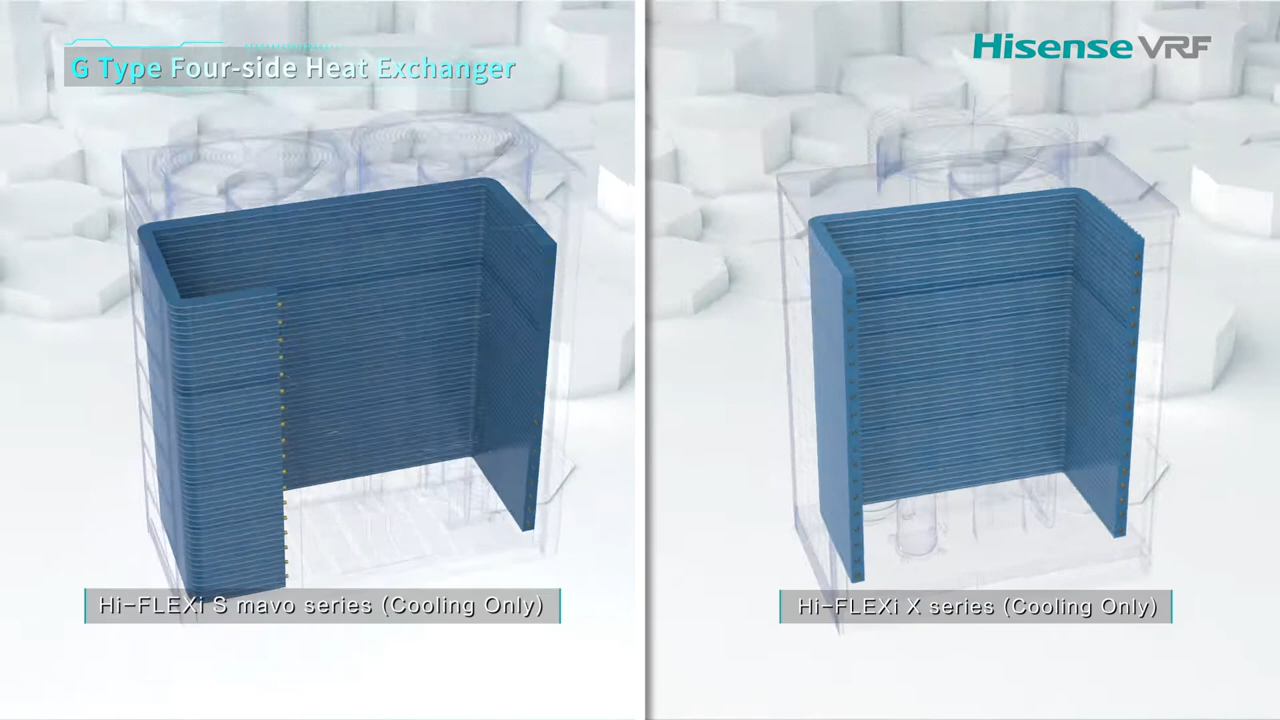 G Type Four-side Heat Exchanger
Hisense VRF
Hi-FLEXi S mavo series (Cooling Only)
Hi-FLEXi X series (Cooling Only)